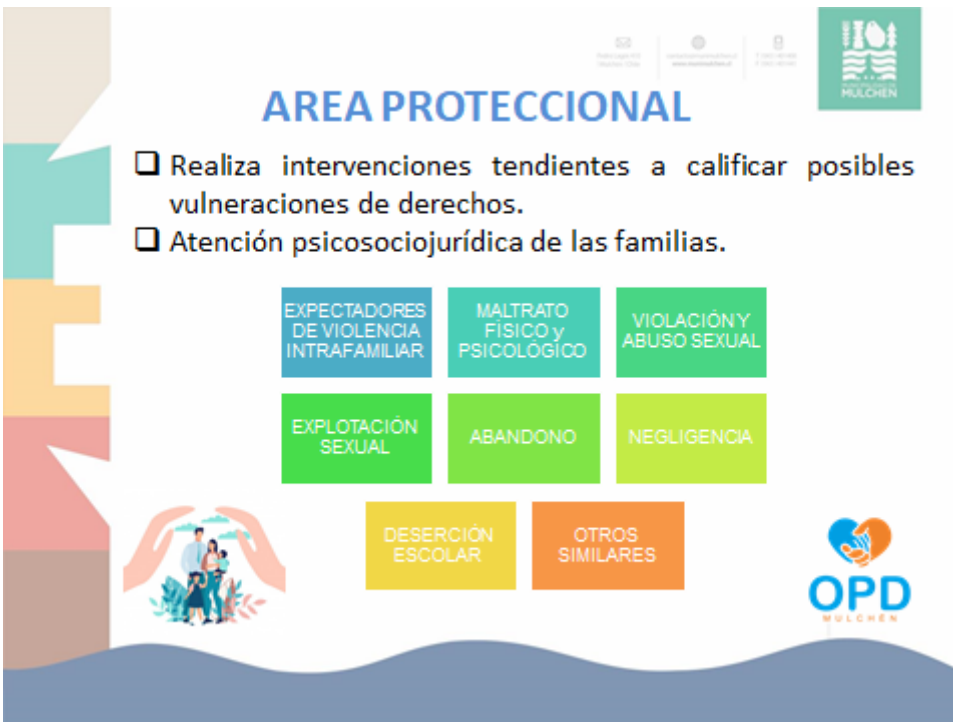 MULCHÉN
AREA PROTECCIONAL
❑ Realiza intervenciones tendientes a calificar posibles
vulneraciones de derechos.
❑ Atención psicosociojurídica de las familias.
EXPECTADORES
DE VIOLENCIA
INTRAFAMILIAR
MALTRATO
FÍSICO y
PSICOLÓGICO
VIOLACIÓN Y
ABUSO SEXUAL
EXPLOTACIÓN
SEXUAL
ABANDONO
NEGLIGENCIA
DESERCIÓN
ESCOLAR
OTROS
SIMILARES
OPD
MULCHÉN